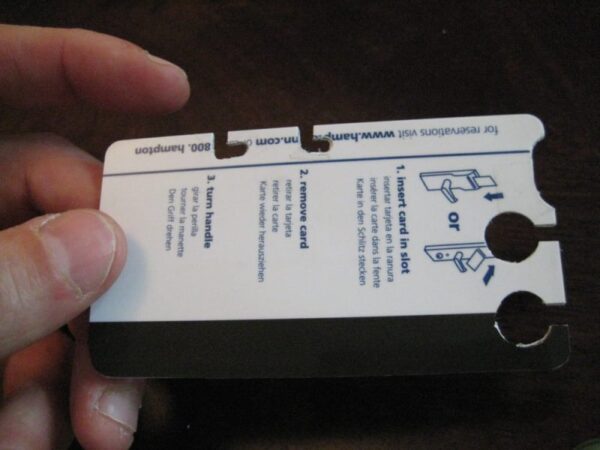 for reservations visit www.hamp nn.com or
800. hampton
or
1. insert card in slot
insertar tarjeta en la ranura
insérer la carte dans la fente
Karte in den Schlitz stecken
2. remove card
retirar la tarjeta
retirer la carte
Karte wieder herausziehen
3. turn handle
girar la perilla
tourner la manette
Den Griff drehen